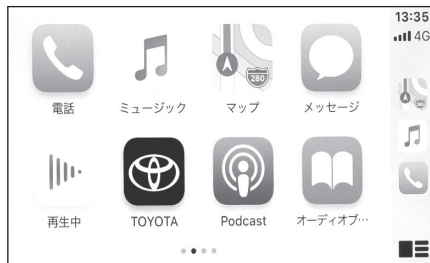 13:35
4G
280
電話
ミュージック
マップ
メッセージ
再生中
TOYOTA
Podcast
オーディオブ…